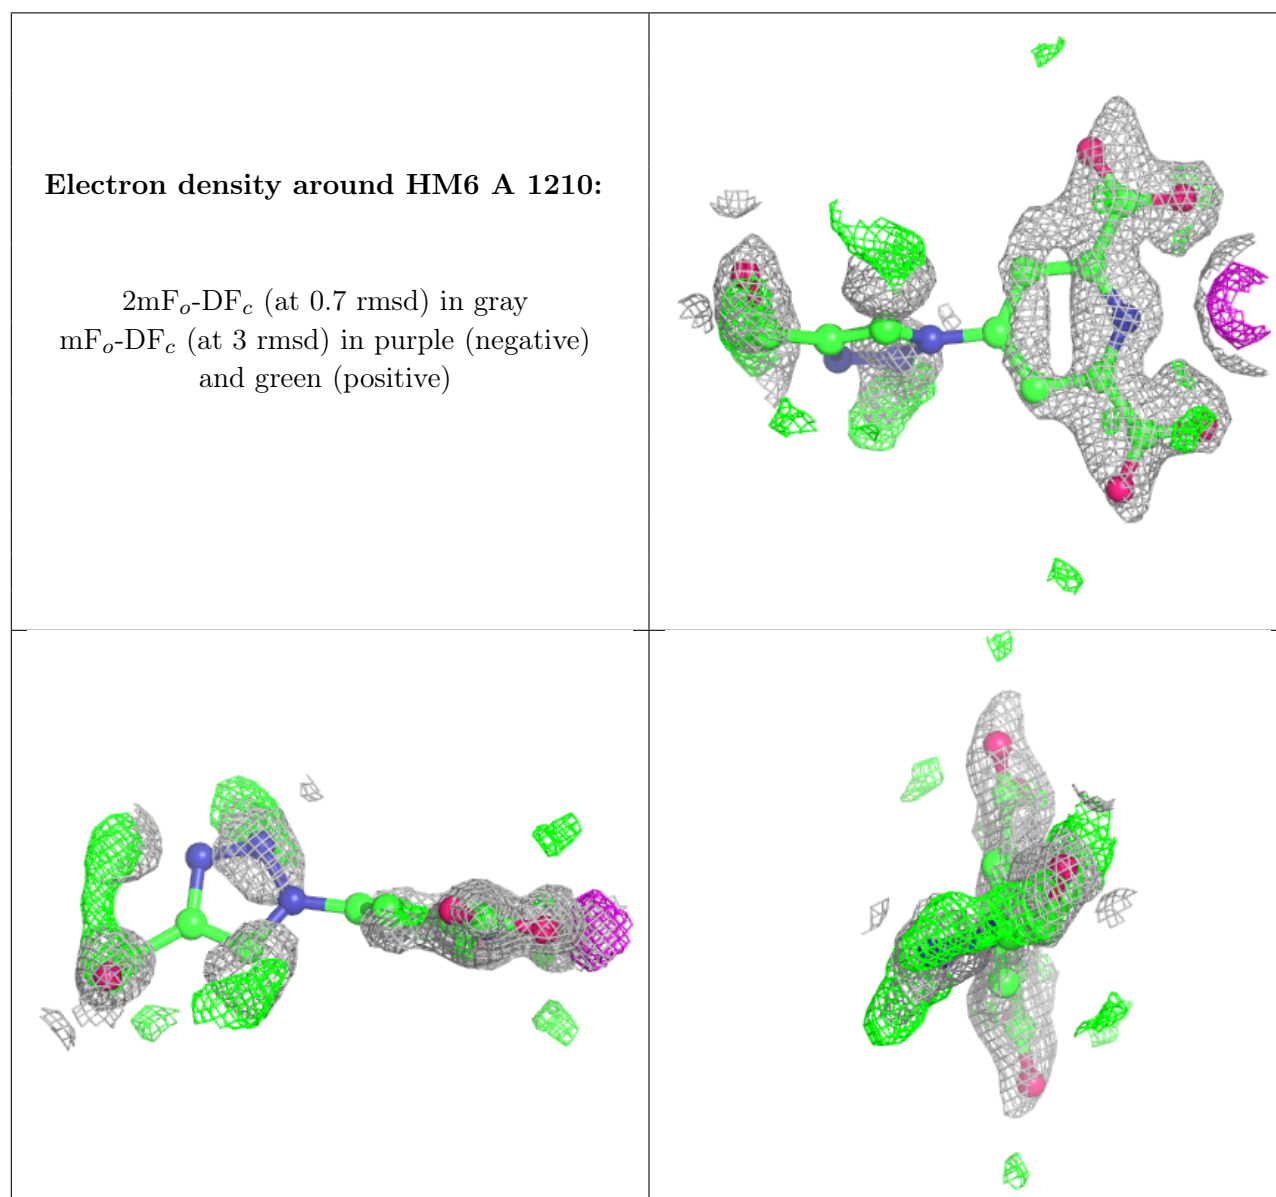 Electron density around HM6 A 1210:
2mFo-DFc (at 0.7 rmsd) in gray
mFo-DFc (at 3 rmsd) in purple (negative)
and green (positive)